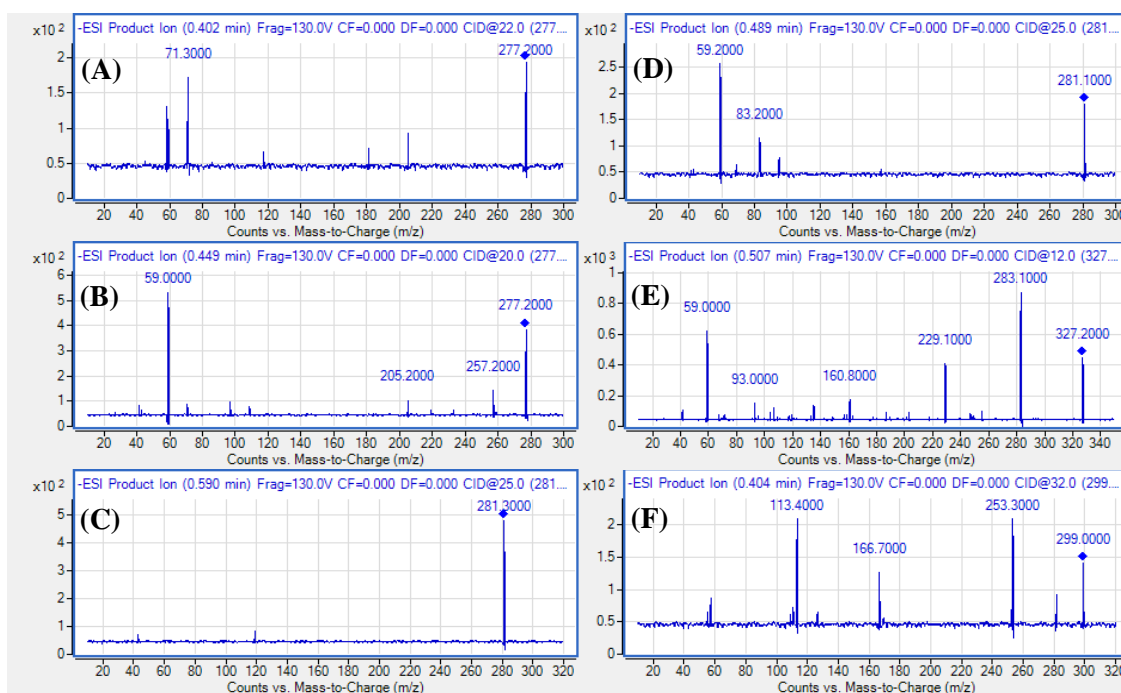 -ESI Product Ion (0.402 min) Frag=130.0V CF=0.000 DF=0.000 CID@22.0 (277....
x10 2
(A)
71.3000
277.2000
2
1.5
1
0.5
0
20 40 60 80 100 120 140 160 180 200 220 240 260 280 300
Counts vs. Mass-to-Charge (m/z)
-ESI Product Ion (0.449 min) Frag=130.0V CF=0.000 DF=0.000 CID@20.0 (277....
x10 2
(B)
59.0000
277.2000
257.2000
205.2000
6
5
4
3
2
1
0
20 40 60 80 100 120 140 160 180 200 220 240 260 280 300
Counts vs. Mass-to-Charge (m/z)
-ESI Product Ion (0.590 min) Frag=130.0V CF=0.000 DF=0.000 CID@25.0 (281....
x10 2
(C)
281.3000
5
4
3
2
1
0
20 40 60 80 100 120 140 160 180 200 220 240 260 280 300 320
Counts vs. Mass-to-Charge (m/z)
-ESI Product Ion (0.489 min) Frag=130.0V CF=0.000 DF=0.000 CID@25.0 (281....
x10 2
(D)
59.2000
83.2000
281.1000
2.5
2
1.5
1
0.5
0
20 40 60 80 100 120 140 160 180 200 220 240 260 280 300
Counts vs. Mass-to-Charge (m/z)
-ESI Product Ion (0.507 min) Frag=130.0V CF=0.000 DF=0.000 CID@12.0 (327....
x10 3
(E)
283.1000
59.0000
229.1000
327.2000
93.0000
160.8000
1
0.8
0.6
0.4
0.2
0
20 40 60 80 100 120 140 160 180 200 220 240 260 280 300 320 340
Counts vs. Mass-to-Charge (m/z)
-ESI Product Ion (0.404 min) Frag=130.0V CF=0.000 DF=0.000 CID@32.0 (299....
x10 2
(F)
113.4000
253.3000
166.7000
299.0000
2
1.5
1
0.5
0
20 40 60 80 100 120 140 160 180 200 220 240 260 280 300 320
Counts vs. Mass-to-Charge (m/z)